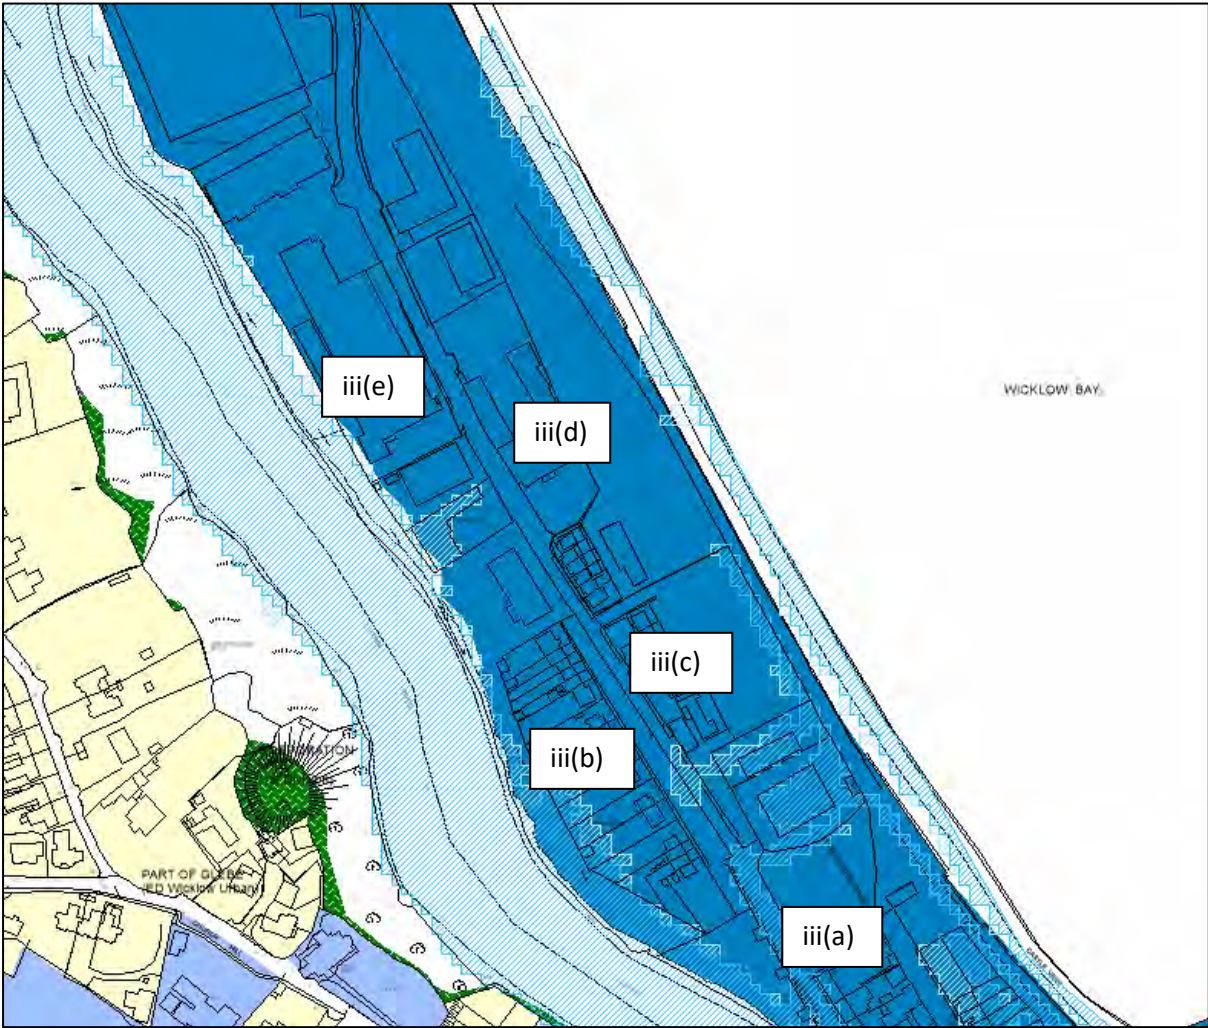 iii(e)
WICKLOW BAY
iii(d)
iii(c)
iii(b)
PART OF GLEBE
(ED Wicklow Urban)
iii(a)